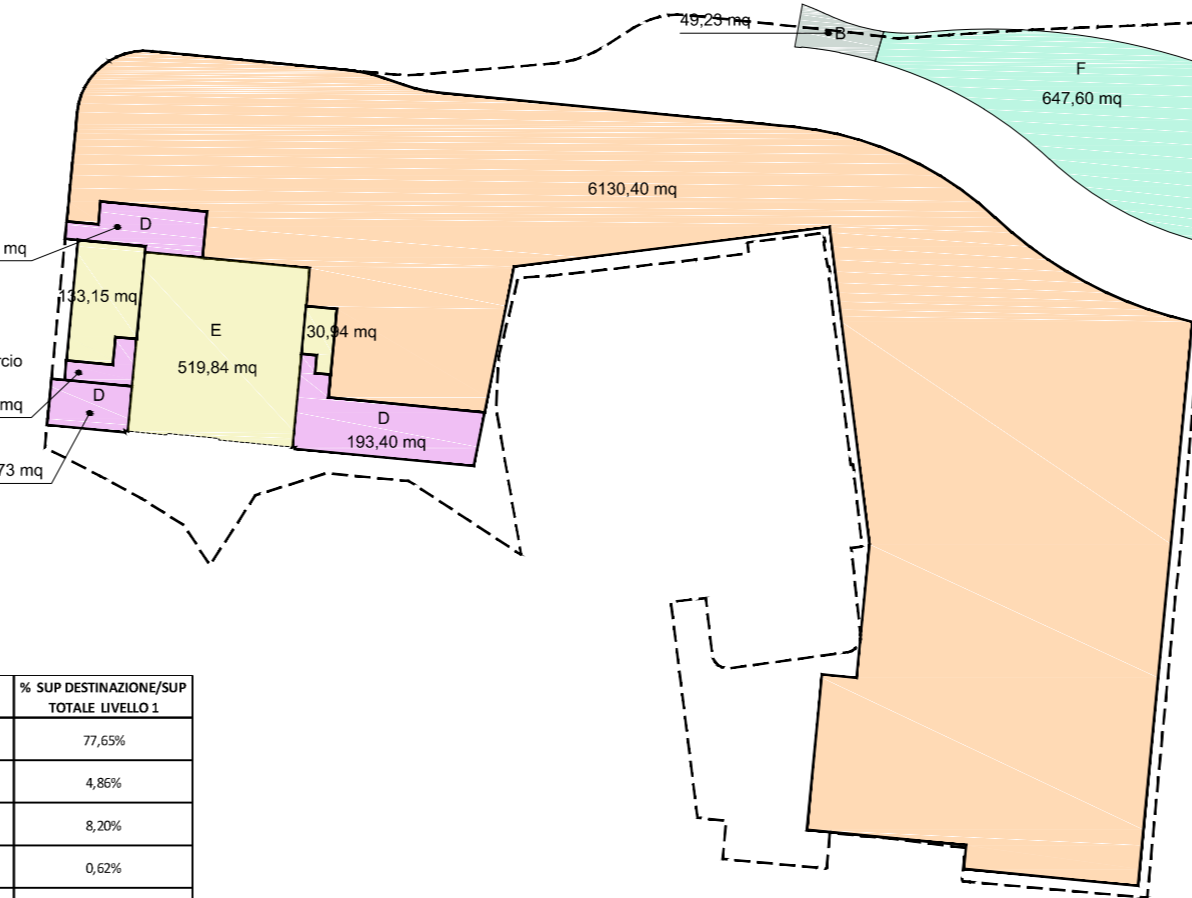 49,23 mq
B
F
647,60 mq
6130,40 mq
D
mq
133,15 mq
E
30,94 mq
519,84 mq
rcio
D
mq
D
193,40 mq
73 mq
% SUP DESTINAZIONE/SUP
TOTALE LIVELLO 1
77,65%
4,86%
8,20%
0,62%